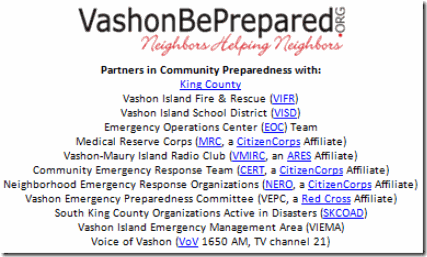 VashonBePrepared.ORG
Neighbors Helping Neighbors
Partners in Community Preparedness with:
King County
Vashon Island Fire & Rescue (VIFR)
Vashon Island School District (VISD)
Emergency Operations Center (EOC) Team
Medical Reserve Corps (MRC, a CitizenCorps Affiliate)
Vashon-Maury Island Radio Club (VMIRC, an ARES Affiliate)
Community Emergency Response Team (CERT, a CitizenCorps Affiliate)
Neighborhood Emergency Response Organizations (NERO, a CitizenCorps Affiliate)
Vashon Emergency Preparedness Committee (VEPC, a Red Cross Affiliate)
South King County Organizations Active in Disasters (SKCOAD)
Vashon Island Emergency Management Area (VIEMA)
Voice of Vashon (VoV 1650 AM, TV channel 21)